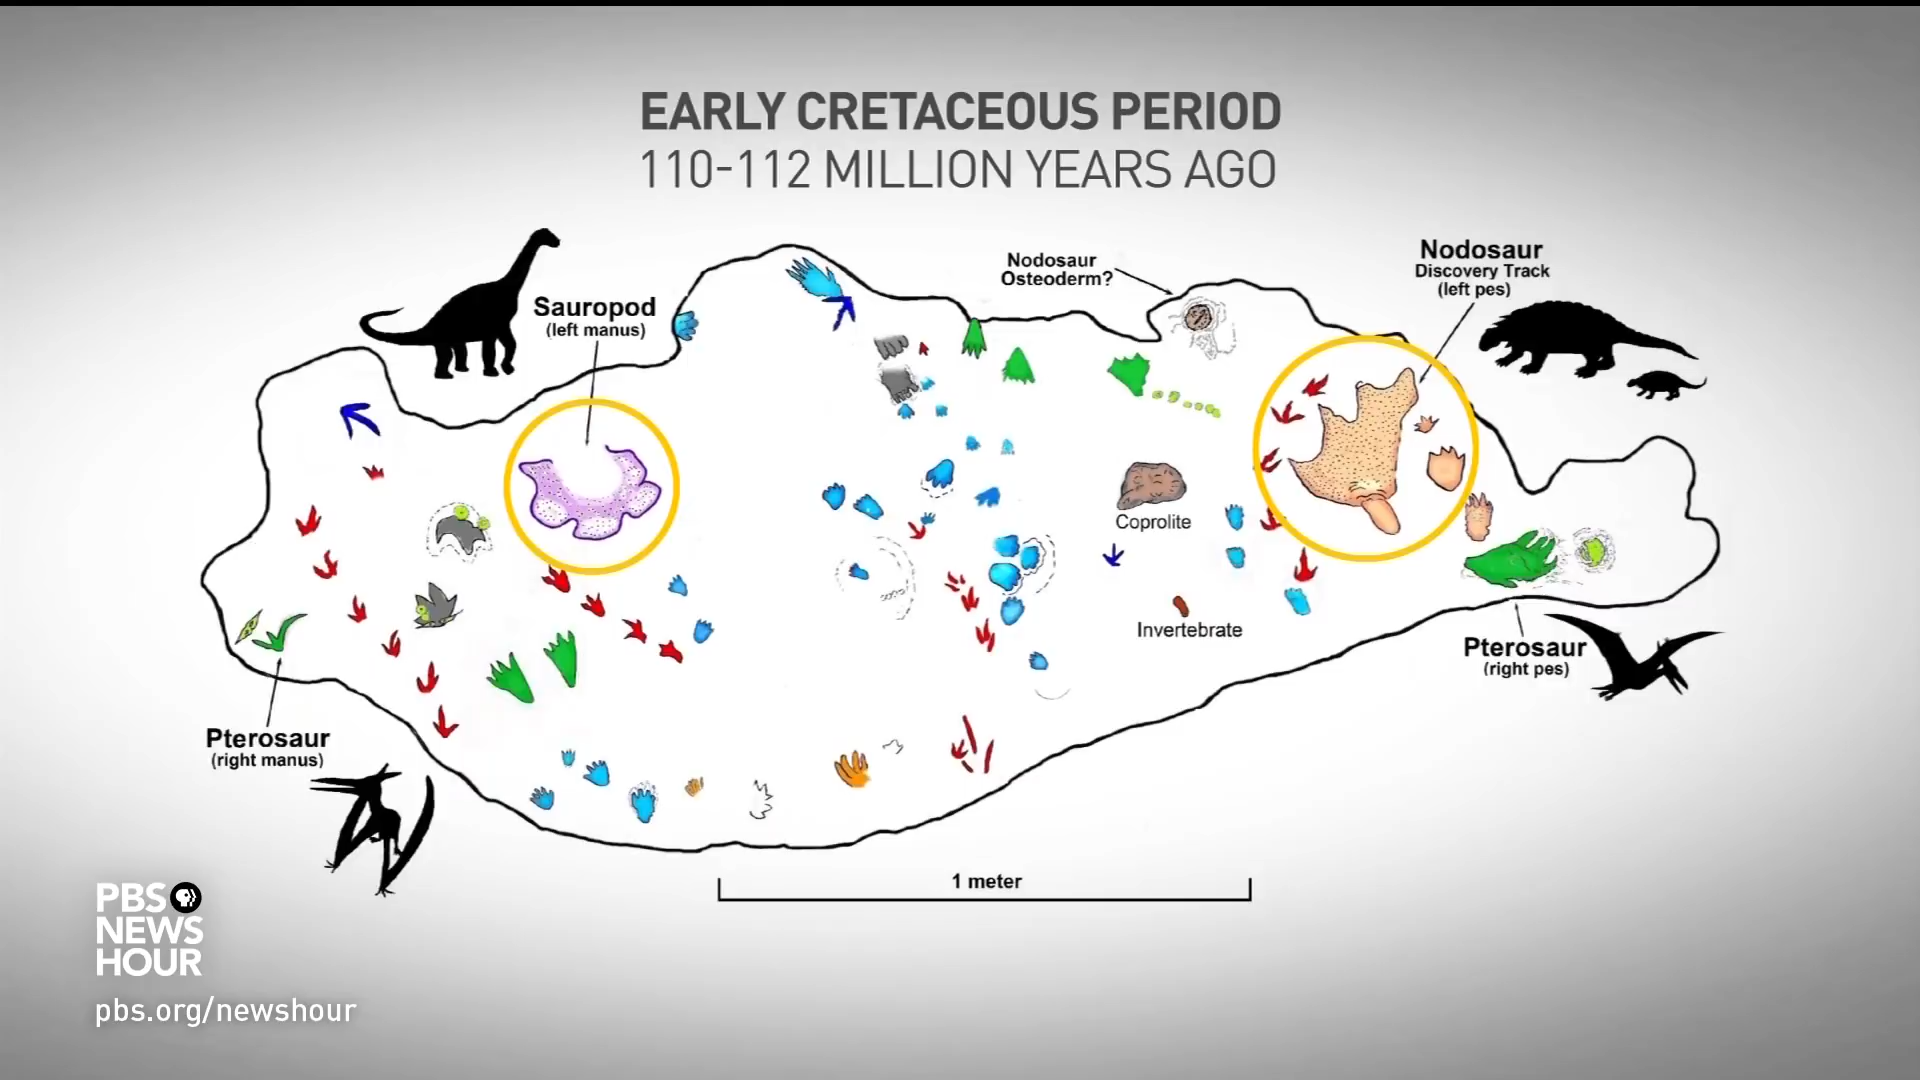 EARLY CRETACEOUS PERIOD
110-112 MILLION YEARS AGO
Nodosaur
Discovery Track
(left pes)
Nodosaur
Osteoderm?
Sauropod
(left manus)
Coprolite
Invertebrate
Pterosaur
(right pes)
Pterosaur
(right manus)
1 meter
PBS
NEWS
HOUR
pbs.org/newshour